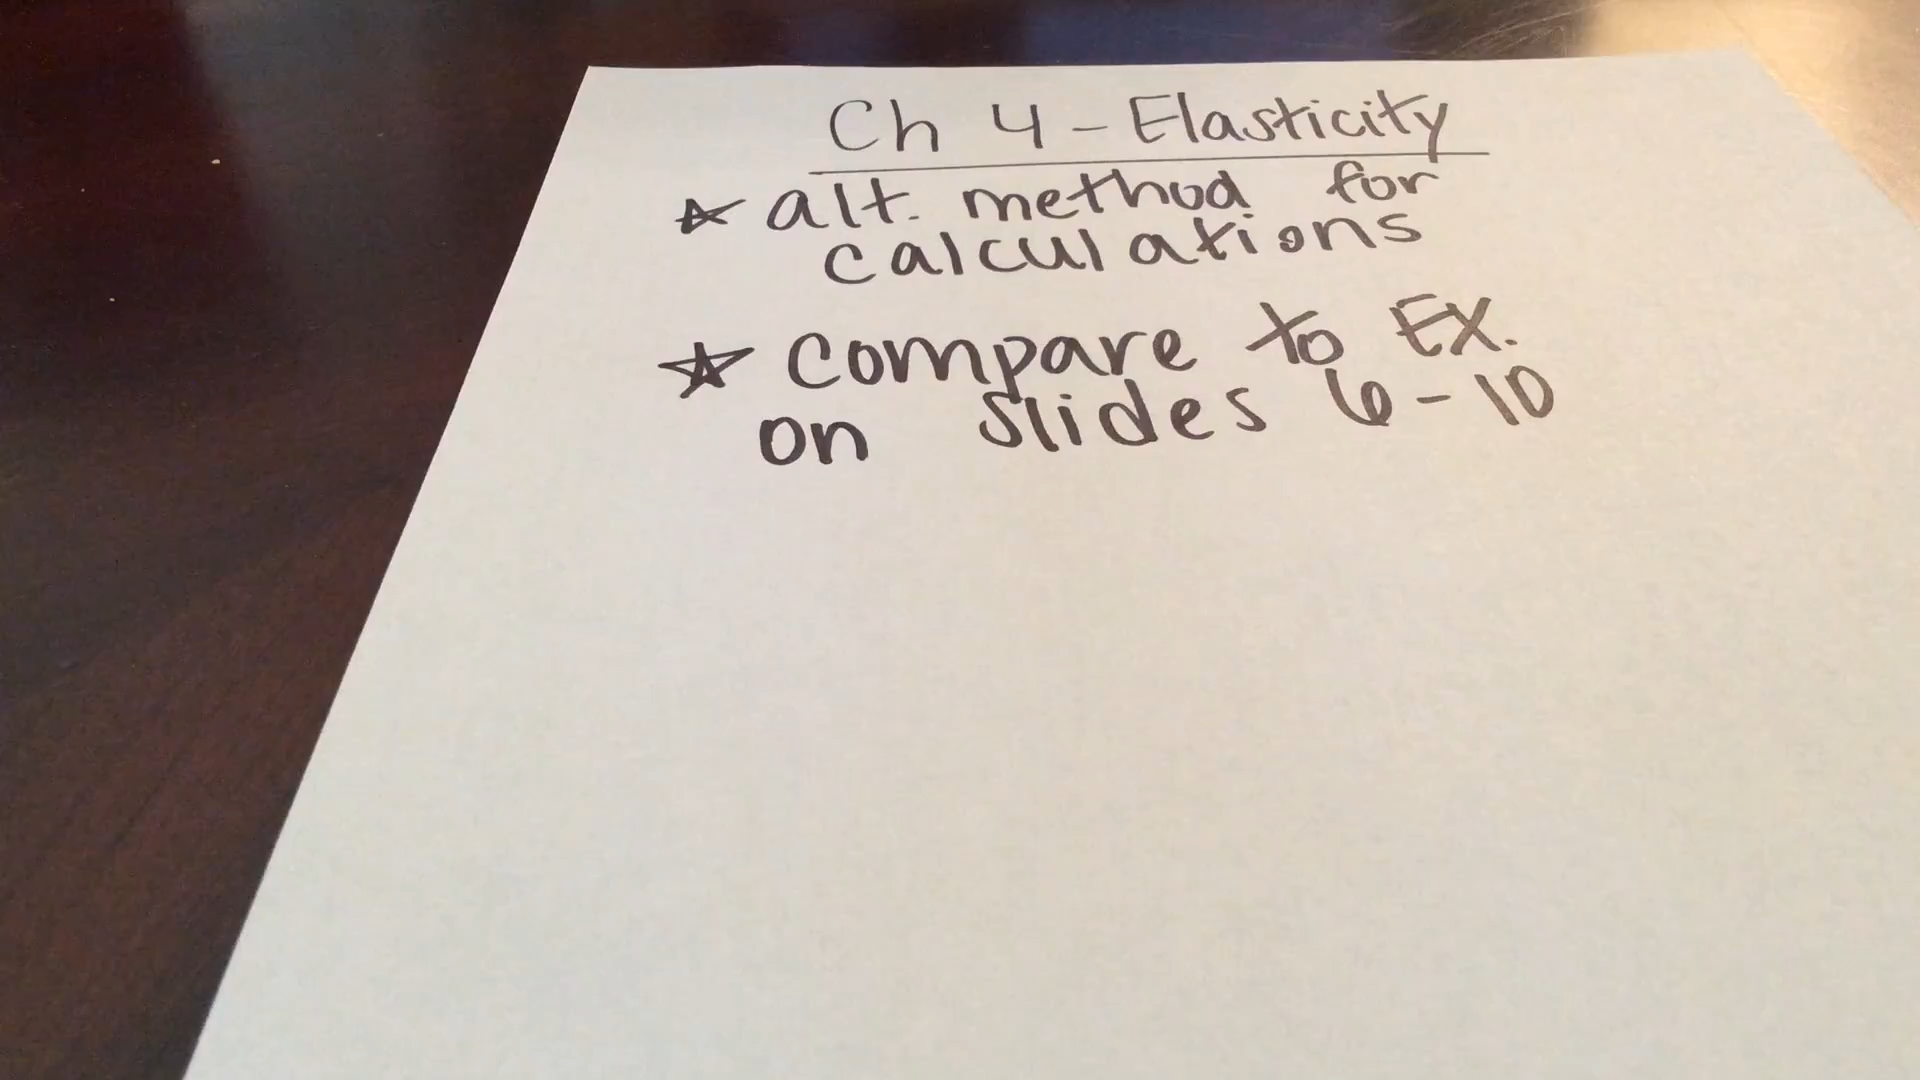 Ch 4 - Elasticity
☆ alt. method for
calculations
☆ compare to Ex.
on slides 6-10